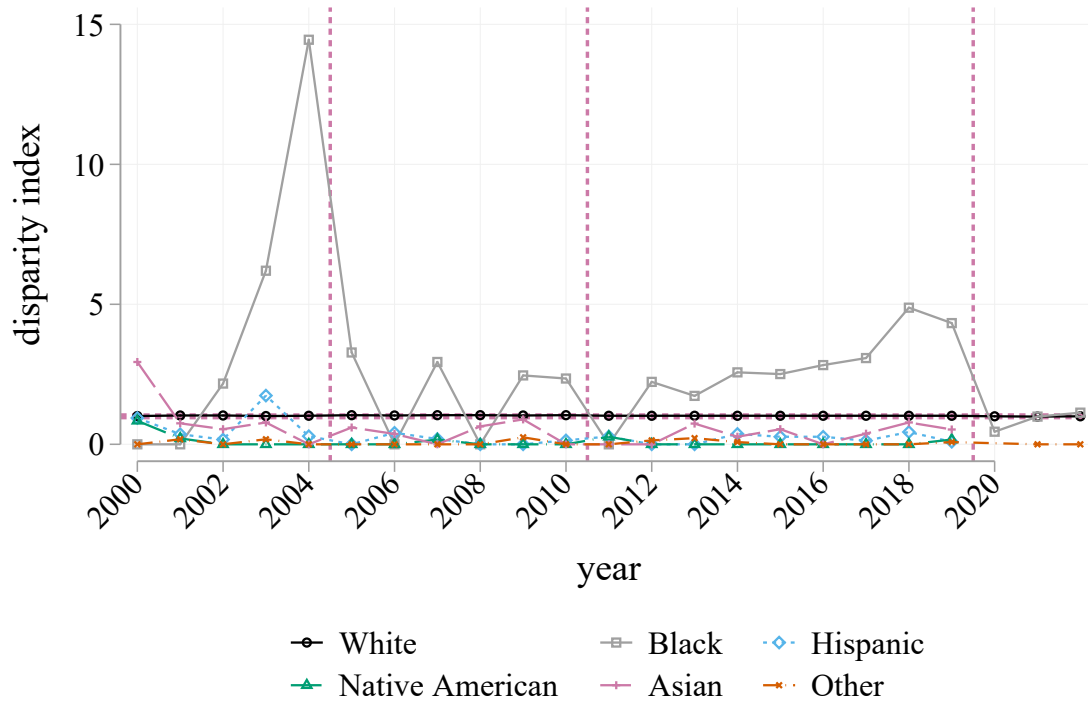 15
10
5
0
disparity index
2000 2002 2004 2006 2008 2010 2012 2014 2016 2018 2020
year
White Black Hispanic
Native American Asian Other